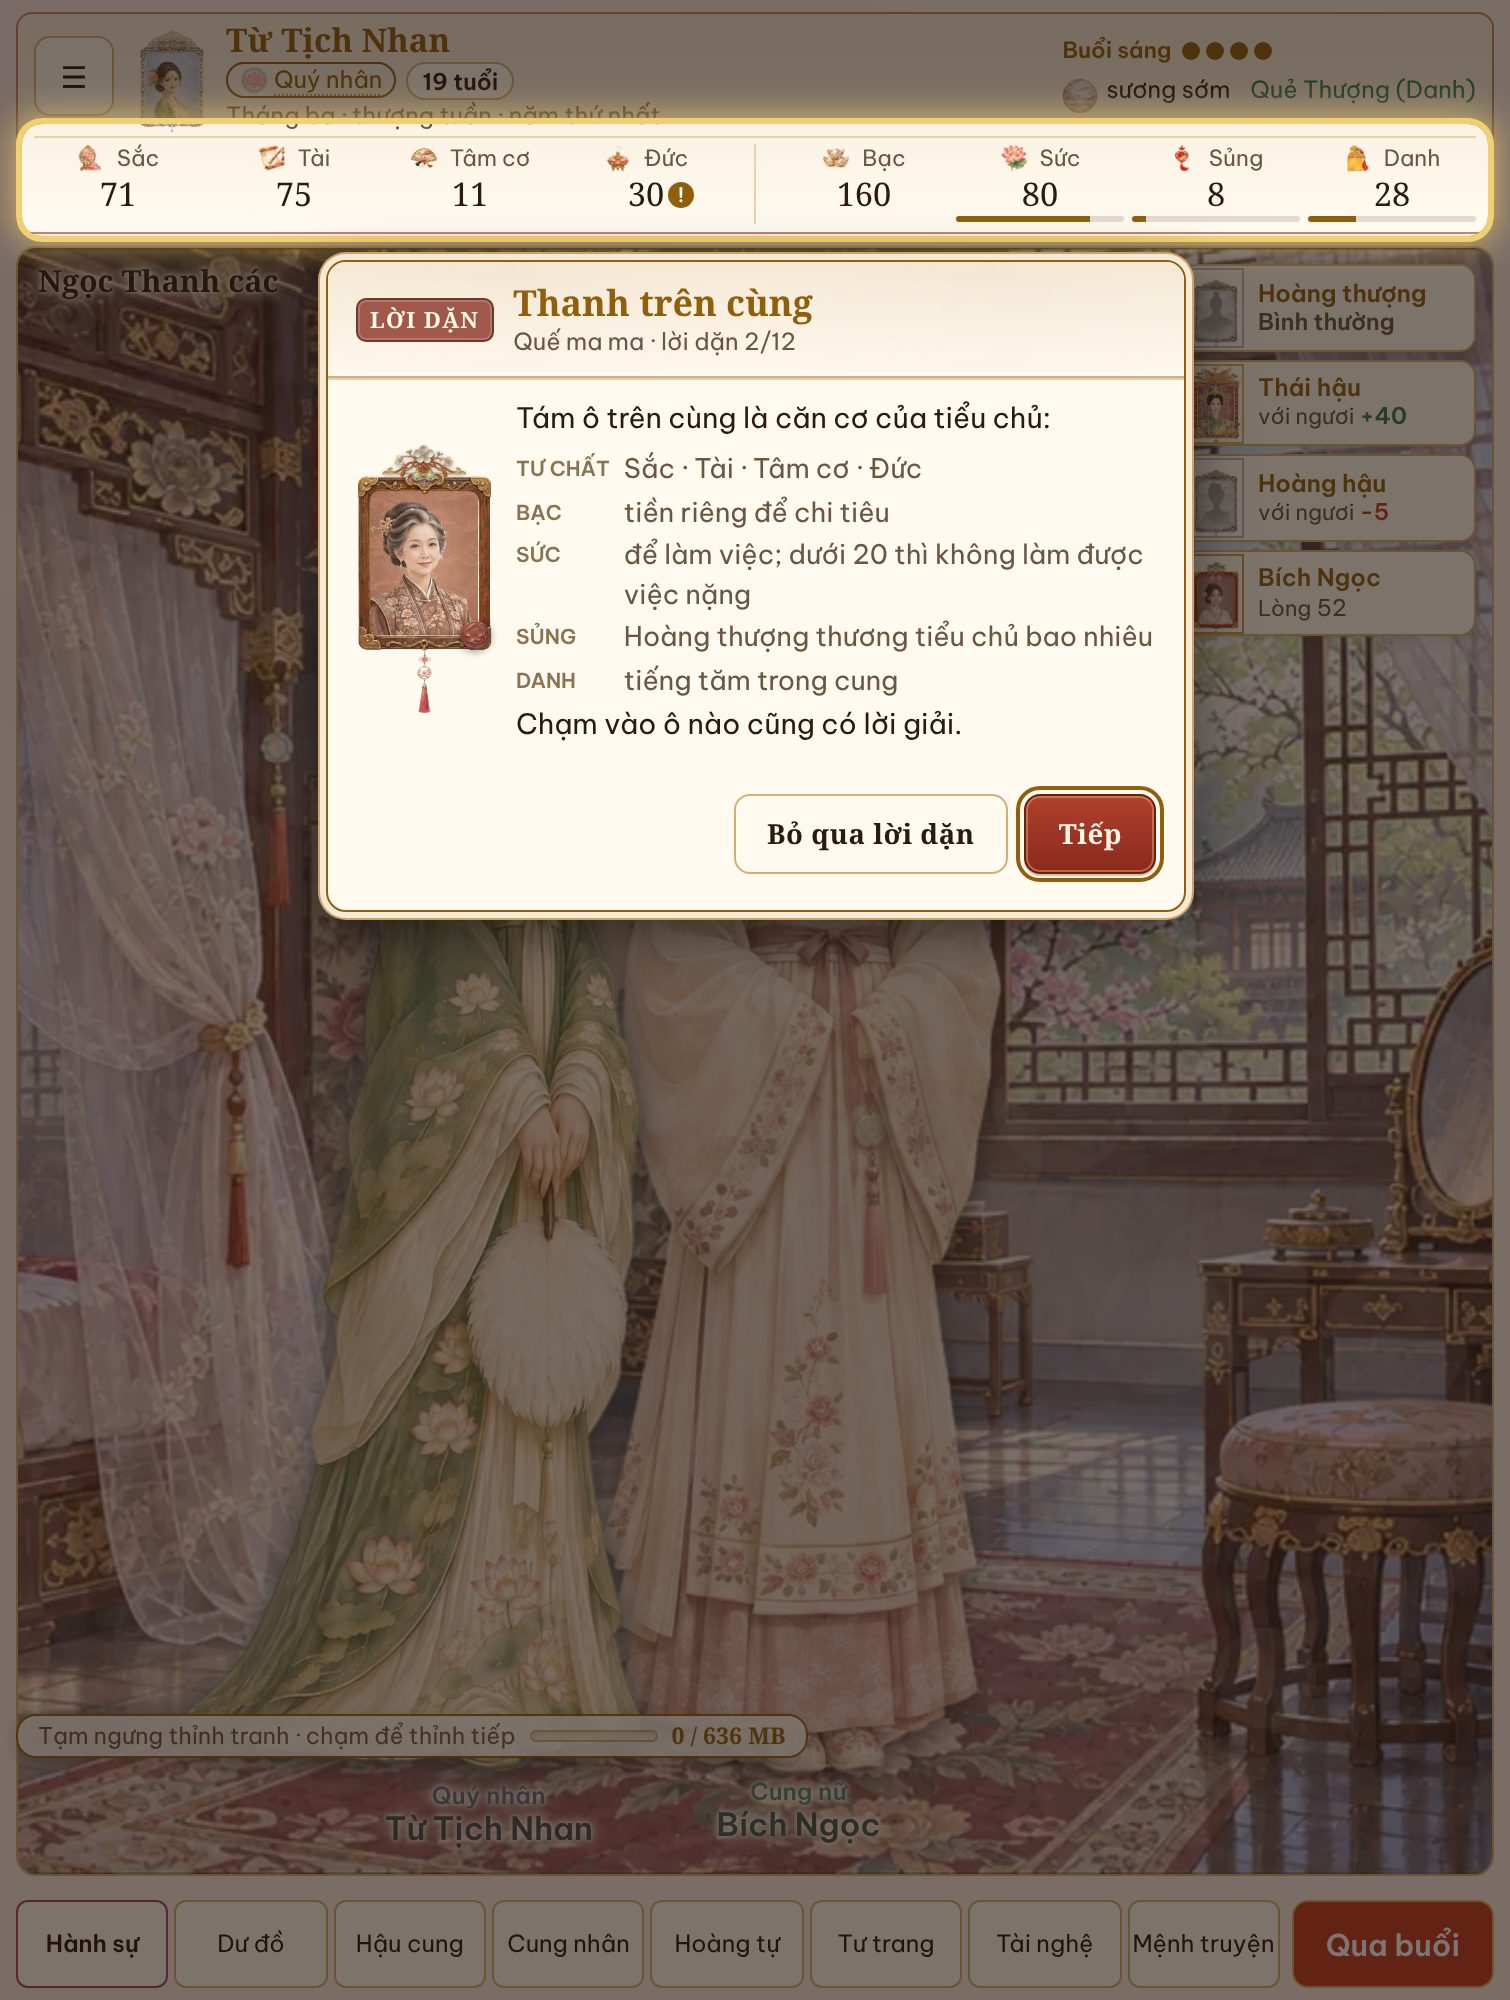 ☰
Từ Tịch Nhan
Quý nhân 19 tuổi
Tháng ba · thượng tuần · năm thứ nhất
Buổi sáng
sương sớm Quẻ Thượng (Danh)
Sắc Tài Tâm cơ Đức Bạc Sức Sủng Danh
71 75 11 30! 160 80 8 28
Ngọc Thanh các
LỜI DẶN
Thanh trên cùng
Quế ma ma · lời dặn 2/12
Tám ô trên cùng là căn cơ của tiểu chủ:
TƯ CHẤT Sắc · Tài · Tâm cơ · Đức
BẠC tiền riêng để chi tiêu
SỨC để làm việc; dưới 20 thì không làm được
việc nặng
SỦNG Hoàng thượng thương tiểu chủ bao nhiêu
DANH tiếng tăm trong cung
Chạm vào ô nào cũng có lời giải.
Bỏ qua lời dặn Tiếp
Hoàng thượng
Bình thường
Thái hậu
với ngươi +40
Hoàng hậu
với ngươi -5
Bích Ngọc
Lòng 52
Tạm ngưng thỉnh tranh · chạm để thỉnh tiếp 0 / 636 MB
Quý nhân
Từ Tịch Nhan
Cung nữ
Bích Ngọc
Hành sự Dư đồ Hậu cung Cung nhân Hoàng tự Tư trang Tài nghệ Mệnh truyện Qua buổi